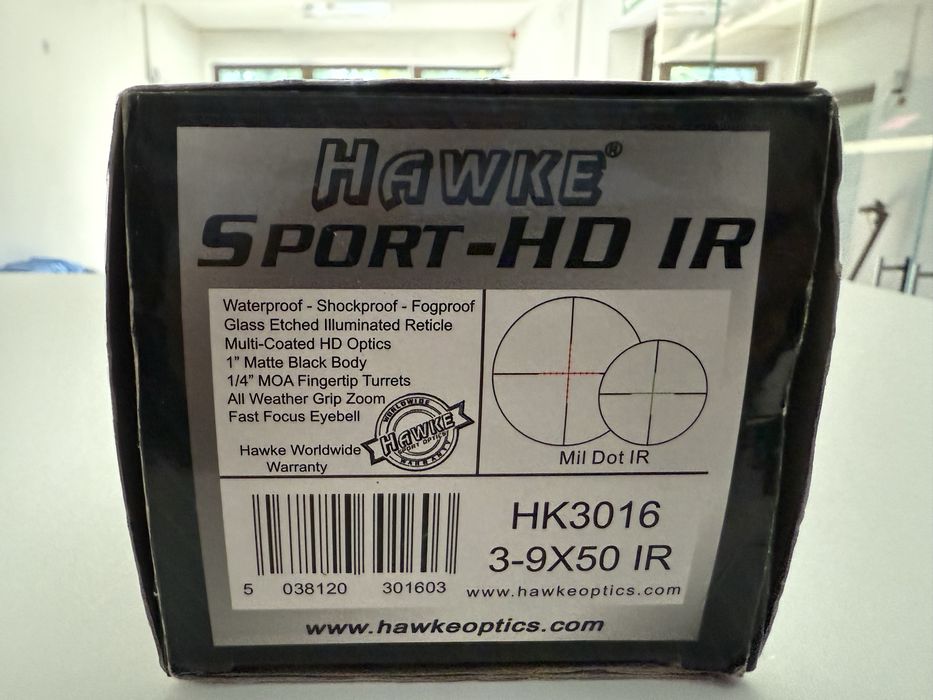 HAWKE®
SPORT-HD IR
Waterproof - Shockproof - Fogproof
Glass Etched Illuminated Reticle
Multi-Coated HD Optics
1” Matte Black Body
1/4” MOA Fingertip Turrets
All Weather Grip Zoom
Fast Focus Eyebell
Hawke Worldwide
Warranty
WORLDWIDE
HAWKE
SPORT OPTICS
WARRANTY
Mil Dot IR
HK3016
3-9X50 IR
5 038120 301603
www.hawkeoptics.com
www.hawkeoptics.com